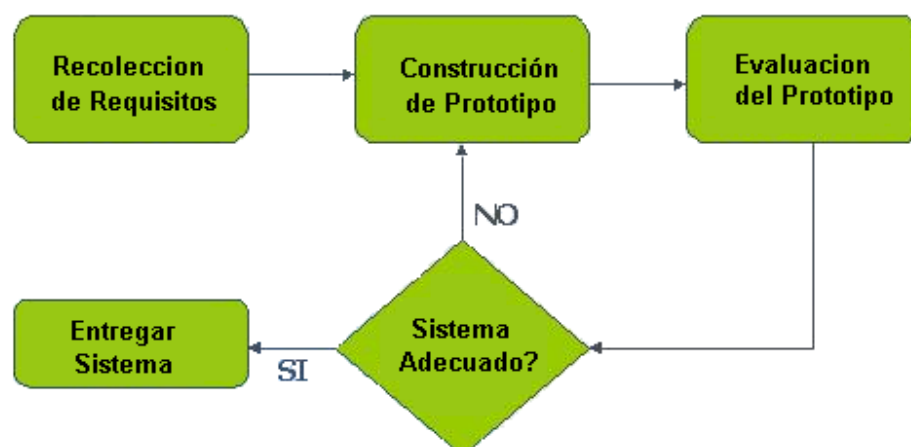 Recoleccion
de Requisitos
Construcción
de Prototipo
Evaluacion
del Prototipo
NO
Sistema
Adecuado?
SI
Entregar
Sistema